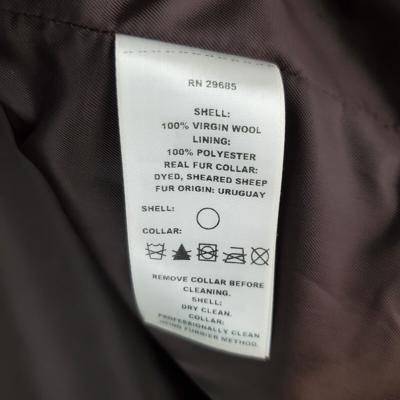 RN 29685
SHELL:
100% VIRGIN WOOL
LINING:
100% POLYESTER
REAL FUR COLLAR:
DYED, SHEARED SHEEP
FUR ORIGIN: URUGUAY
SHELL:
COLLAR:
REMOVE COLLAR BEFORE
CLEANING.
SHELL:
DRY CLEAN.
COLLAR:
PROFESSIONALLY CLEAN
USING FURRIER METHOD.